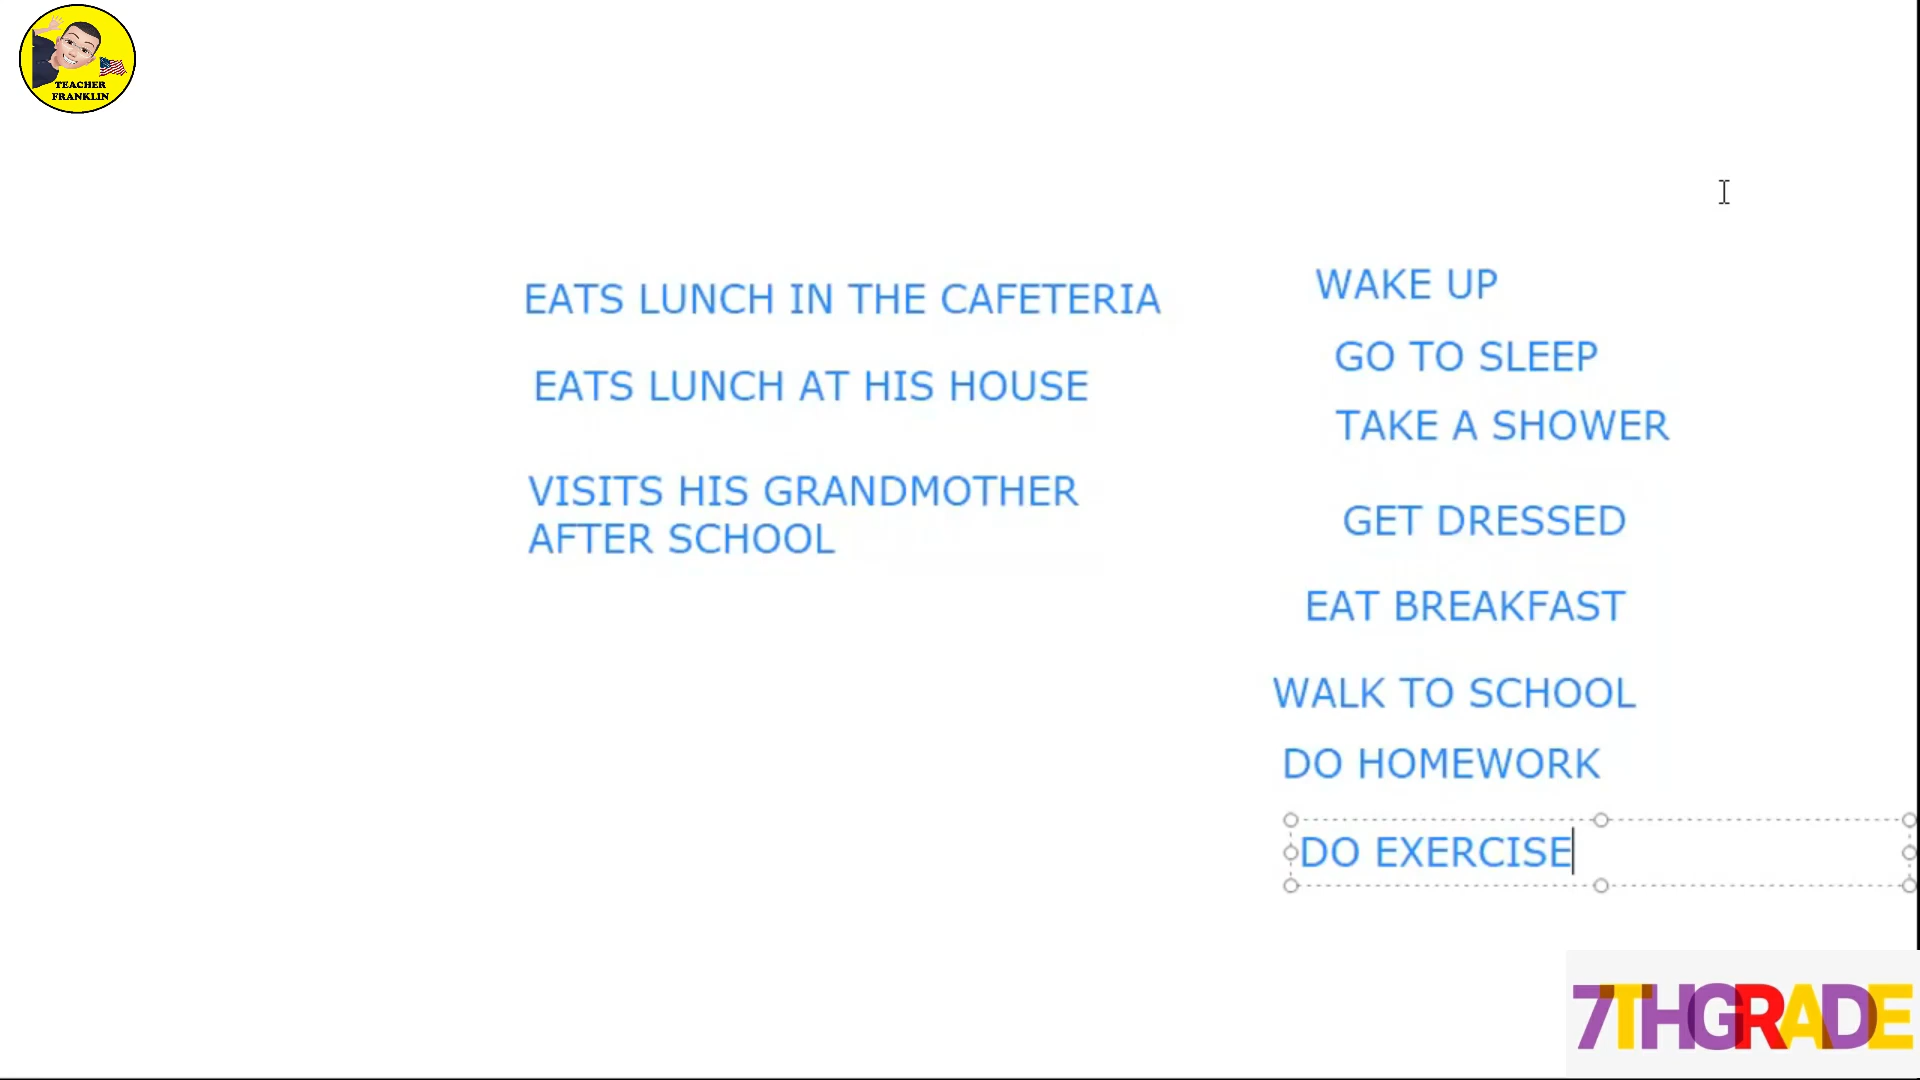 TEACHER
FRANKLIN
EATS LUNCH IN THE CAFETERIA
EATS LUNCH AT HIS HOUSE
VISITS HIS GRANDMOTHER
AFTER SCHOOL
WAKE UP
GO TO SLEEP
TAKE A SHOWER
GET DRESSED
EAT BREAKFAST
WALK TO SCHOOL
DO HOMEWORK
DO EXERCISE
7THGRADE